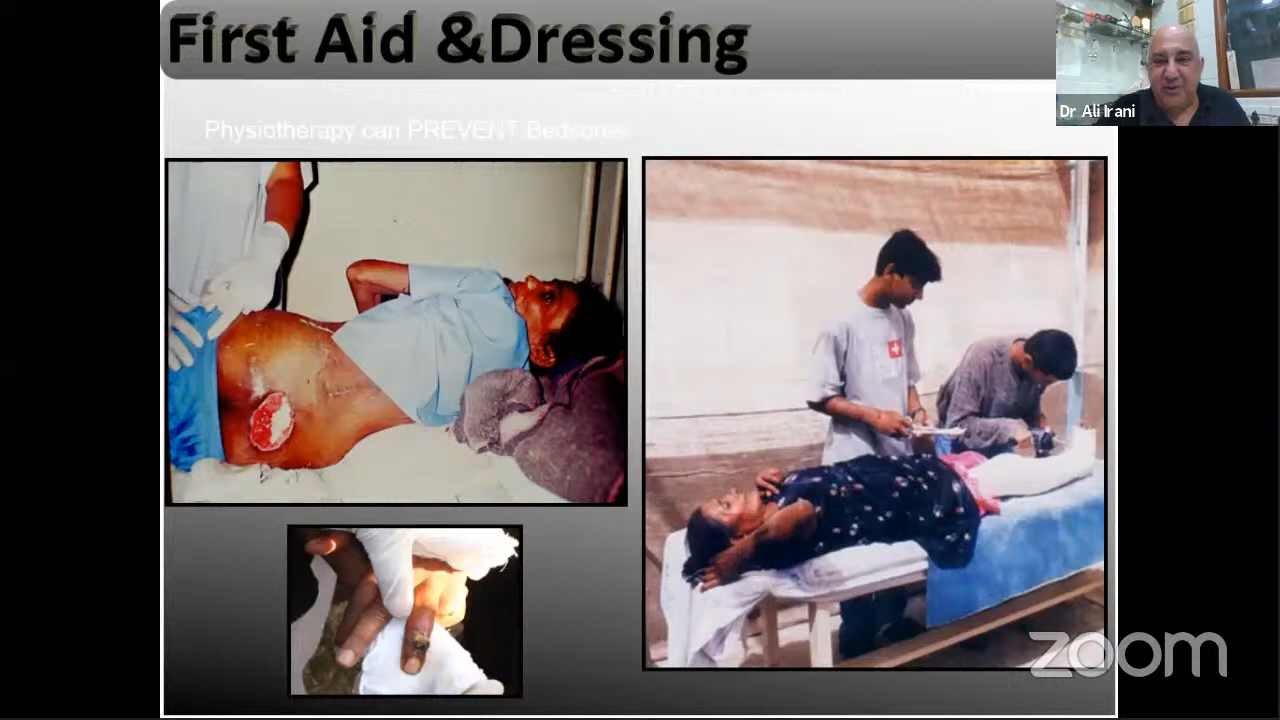 First Aid &Dressing
Dr Ali Irani
Physiotherapy can PREVENT Bedsores
zoom